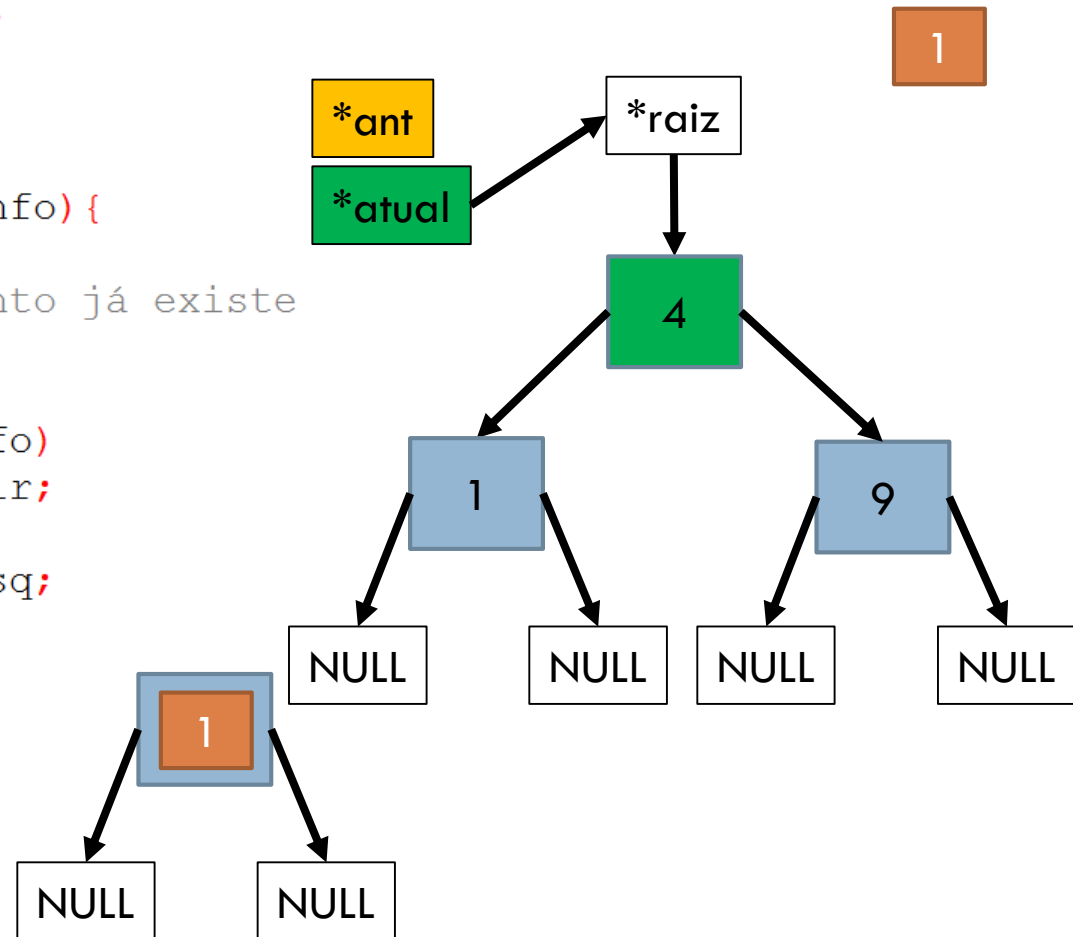 1
*ant
*raiz
*atual
nfo){
nto já existe
4
fo)
ir;
1
9
sq;
NULL
NULL
NULL
NULL
1
NULL
NULL